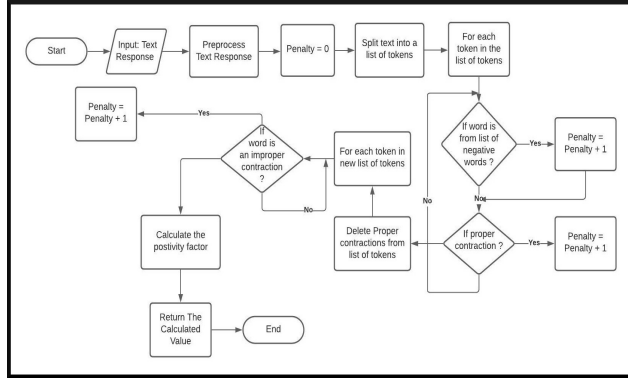 Start
Input: Text
Response
Preprocess
Text Response
Penalty = 0
Split text into a
list of tokens
For each
token in the
list of tokens
If word is
from list of
negative
words ?
Yes
Penalty =
Penalty + 1
No
If proper
contraction ?
Yes
Penalty =
Penalty + 1
No
Delete Proper
contractions from
list of tokens
For each token in
new list of tokens
If
word is
an improper
contraction
?
Yes
Penalty =
Penalty + 1
No
Calculate the
postivity factor
Return The
Calculated
Value
End